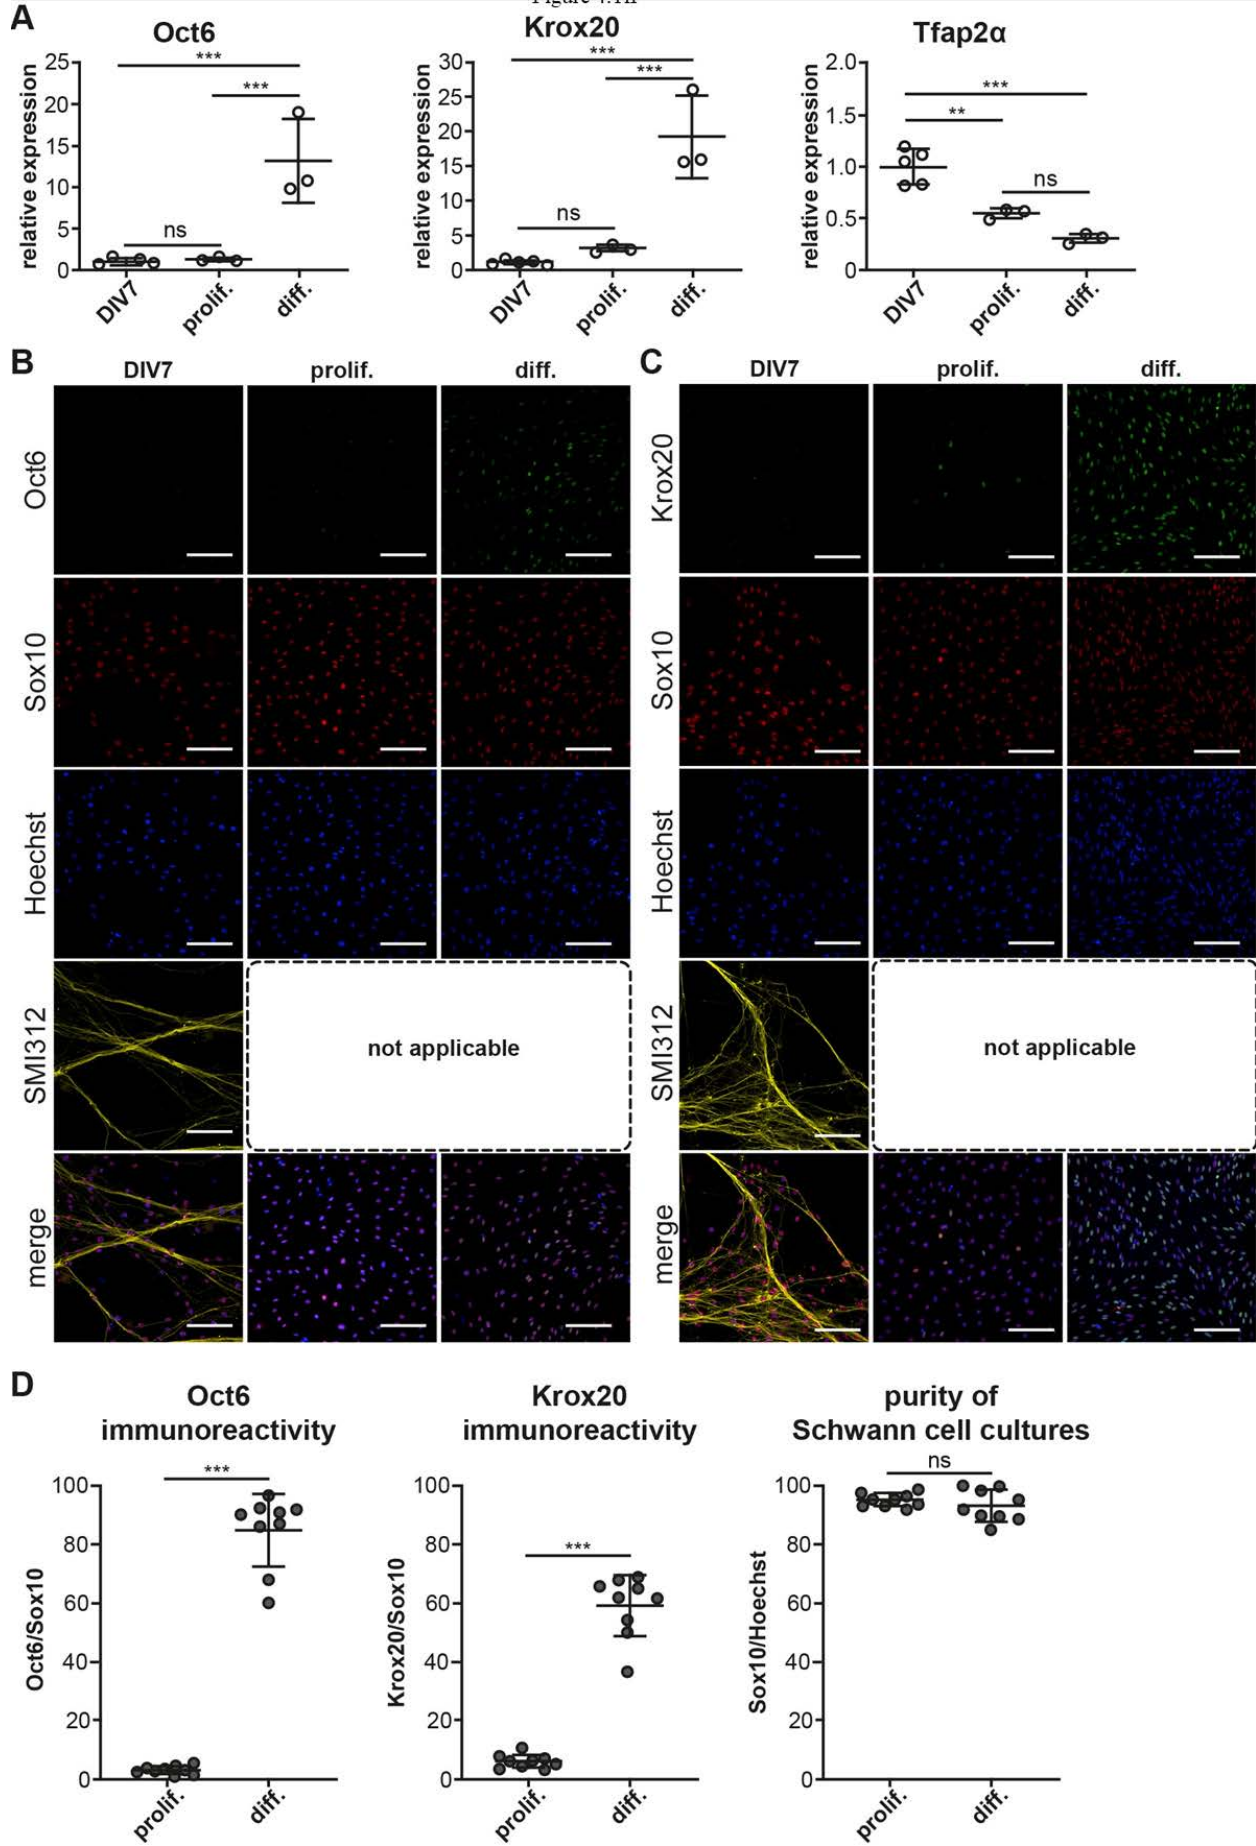 A
Oct6
Krox20
Tfap2α
relative expression
25
20
15
10
5
0
***
***
ns
DIV7
prolif.
diff.
relative expression
30
25
20
15
10
5
0
***
***
ns
DIV7
prolif.
diff.
relative expression
2.0
1.5
1.0
0.5
0
***
**
ns
DIV7
prolif.
diff.
B
DIV7
prolif.
diff.
Oct6
Sox10
Hoechst
SMI312
not applicable
merge
C
DIV7
prolif.
diff.
Krox20
Sox10
Hoechst
SMI312
not applicable
merge
D
Oct6
immunoreactivity
Oct6/Sox10
100
80
60
40
20
0
***
prolif.
diff.
Krox20
immunoreactivity
Krox20/Sox10
100
80
60
40
20
0
***
prolif.
diff.
purity of
Schwann cell cultures
Sox10/Hoechst
100
80
60
40
20
0
ns
prolif.
diff.